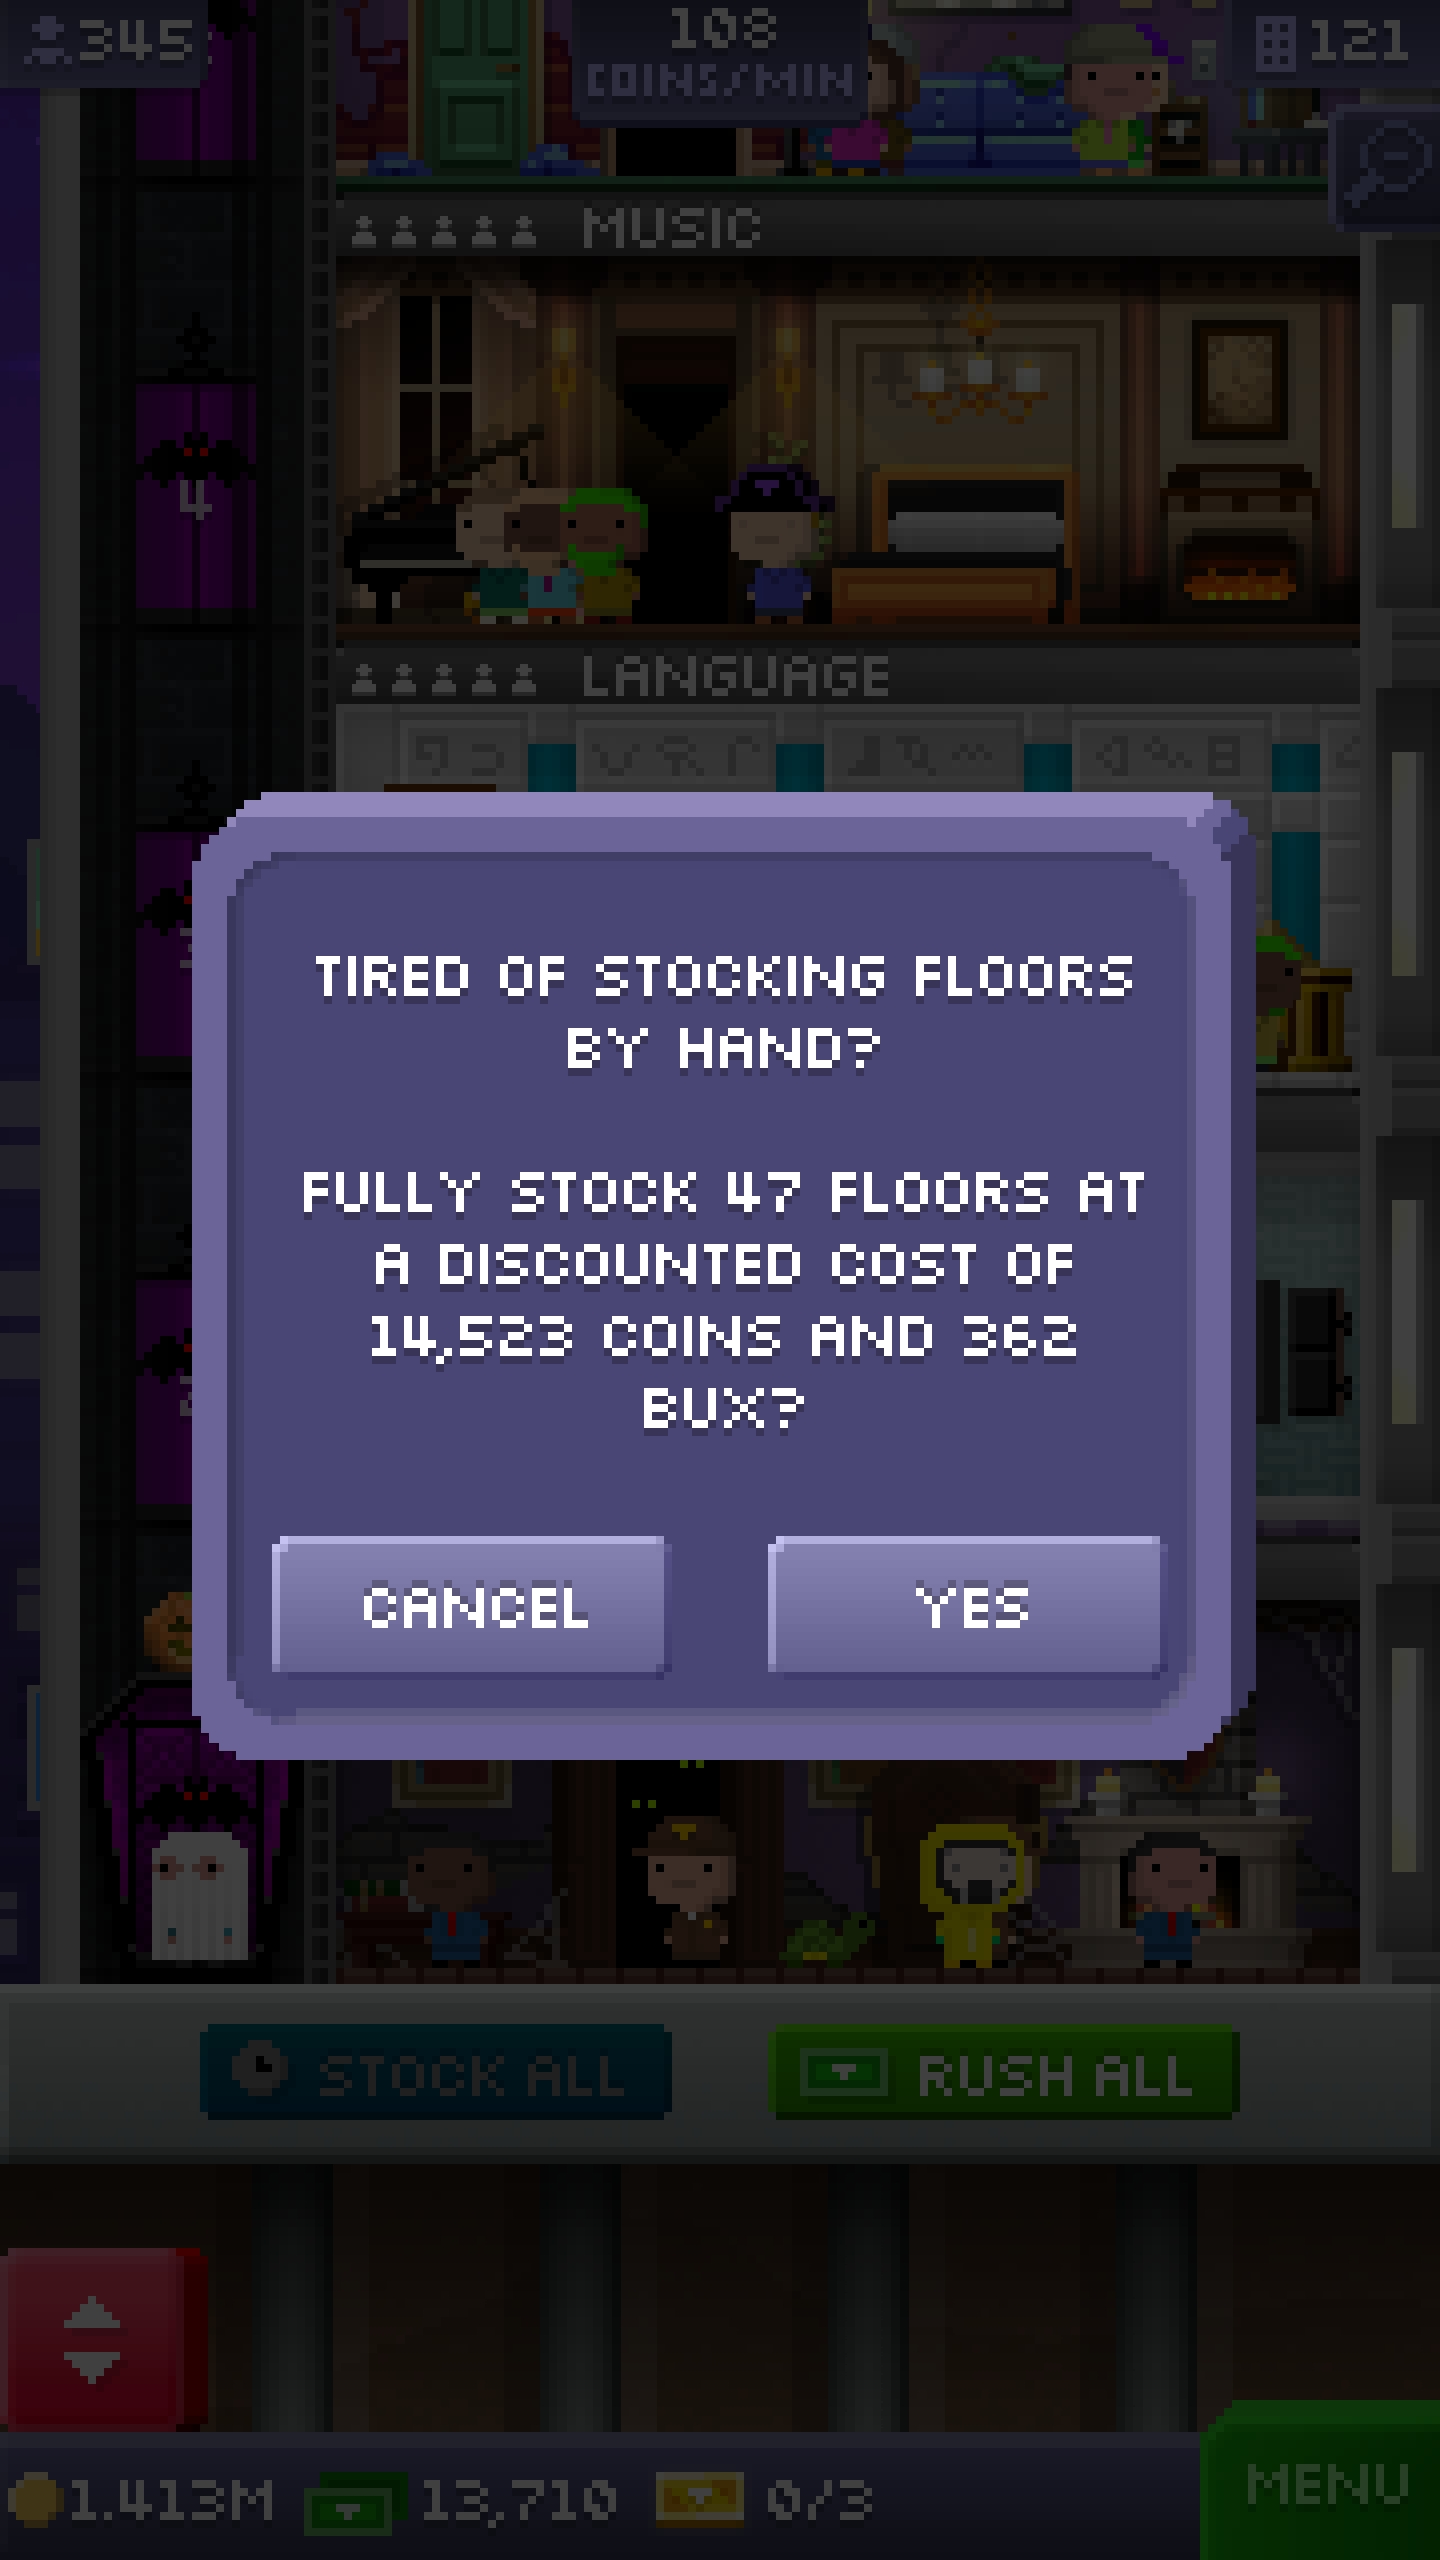 345
108
COINS/MIN
121
MUSIC
4
LANGUAGE
TIRED OF STOCKING FLOORS
BY HAND?
FULLY STOCK 47 FLOORS AT
A DISCOUNTED COST OF
14,523 COINS AND 362
BUX?
CANCEL
YES
STOCK ALL
RUSH ALL
1.413M
13,710
0/3
MENU